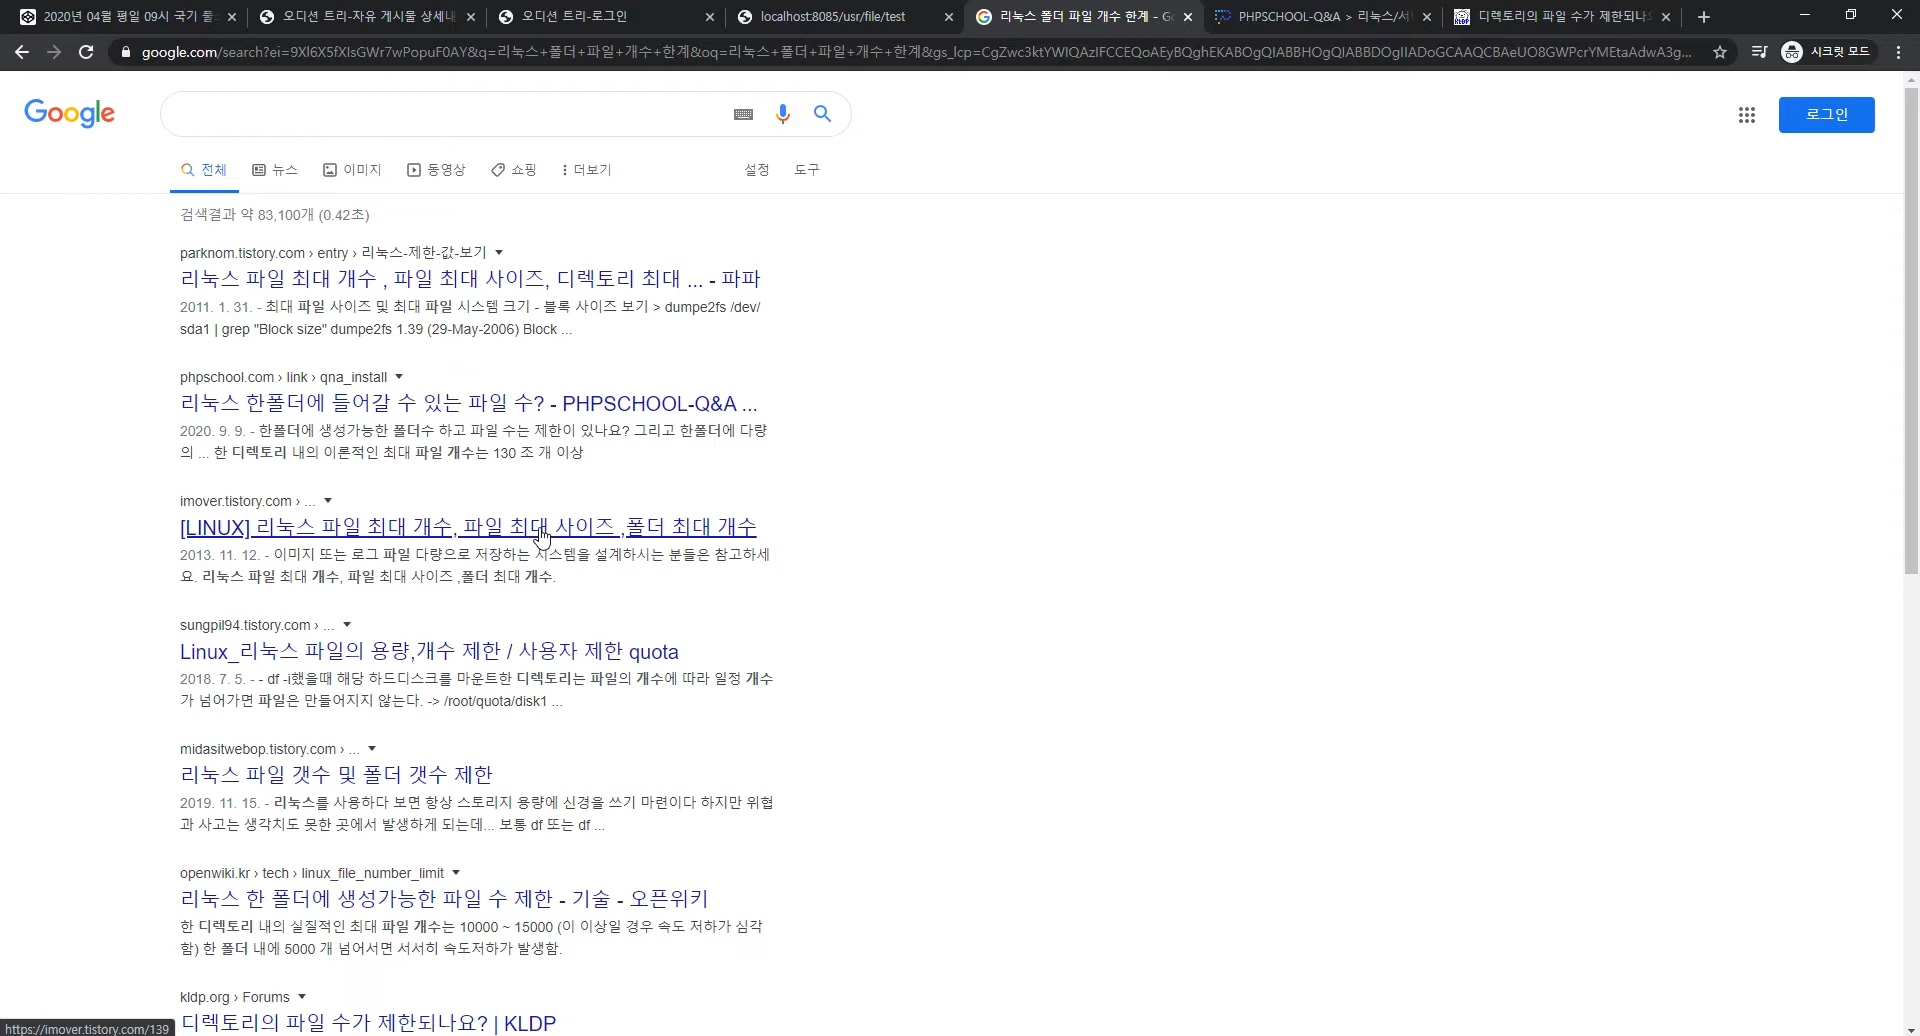 2020년 04월 평일 09시 국기 풀
오디션 트리-자유 게시물 상세내
오디션 트리-로그인
localhost:8085/usr/file/test
리눅스 폴더 파일 개수 한계 - Go
PHPSCHOOL-Q&A > 리눅스/서버
디렉토리의 파일 수가 제한되나요
google.com/search?ei=9Xl6X5fXIsGWr7wPopuF0AY&q=리눅스+폴더+파일+개수+한계&oq=리눅스+폴더+파일+개수+한계&gs_lcp=CgZwc3ktYWIQAzIFCCEQoAEyBQghEKABOgQIABBHOgQIABBDOgIIADoGCAAQCBAeUO8GWPcrYMEtaAdwA3g...
시크릿 모드
Google
로그인
전체
뉴스
이미지
동영상
쇼핑
더보기
설정
도구
검색결과 약 83,100개 (0.42초)
parknom.tistory.com › entry › 리눅스-제한-값-보기
리눅스 파일 최대 개수 , 파일 최대 사이즈, 디렉토리 최대 ... - 파파
2011. 1. 31. - 최대 파일 사이즈 및 최대 파일 시스템 크기 - 블록 사이즈 보기 > dumpe2fs /dev/
sda1 | grep "Block size" dumpe2fs 1.39 (29-May-2006) Block ...
phpschool.com › link › qna_install
리눅스 한폴더에 들어갈 수 있는 파일 수? - PHPSCHOOL-Q&A ...
2020. 9. 9. - 한폴더에 생성가능한 폴더수 하고 파일 수는 제한이 있나요? 그리고 한폴더에 다량
의 ... 한 디렉토리 내의 이론적인 최대 파일 개수는 130 조 개 이상
imover.tistory.com › ...
[LINUX] 리눅스 파일 최대 개수, 파일 최대 사이즈 ,폴더 최대 개수
2013. 11. 12. - 이미지 또는 로그 파일 다량으로 저장하는 시스템을 설계하시는 분들은 참고하세
요. 리눅스 파일 최대 개수, 파일 최대 사이즈 ,폴더 최대 개수.
sungpil94.tistory.com › ...
Linux_리눅스 파일의 용량,개수 제한 / 사용자 제한 quota
2018. 7. 5. - - df -i했을때 해당 하드디스크를 마운트한 디렉토리는 파일의 개수에 따라 일정 개수
가 넘어가면 파일은 만들어지지 않는다. -> /root/quota/disk1 ...
midasitwebop.tistory.com › ...
리눅스 파일 갯수 및 폴더 갯수 제한
2019. 11. 15. - 리눅스를 사용하다 보면 항상 스토리지 용량에 신경을 쓰기 마련이다 하지만 위협
과 사고는 생각치도 못한 곳에서 발생하게 되는데... 보통 df 또는 df ...
openwiki.kr › tech › linux_file_number_limit
리눅스 한 폴더에 생성가능한 파일 수 제한 - 기술 - 오픈위키
한 디렉토리 내의 실질적인 최대 파일 개수는 10000 ~ 15000 (이 이상일 경우 속도 저하가 심각
함) 한 폴더 내에 5000 개 넘어서면 서서히 속도저하가 발생함.
kldp.org › Forums
디렉토리의 파일 수가 제한되나요? | KLDP
https://imover.tistory.com/139